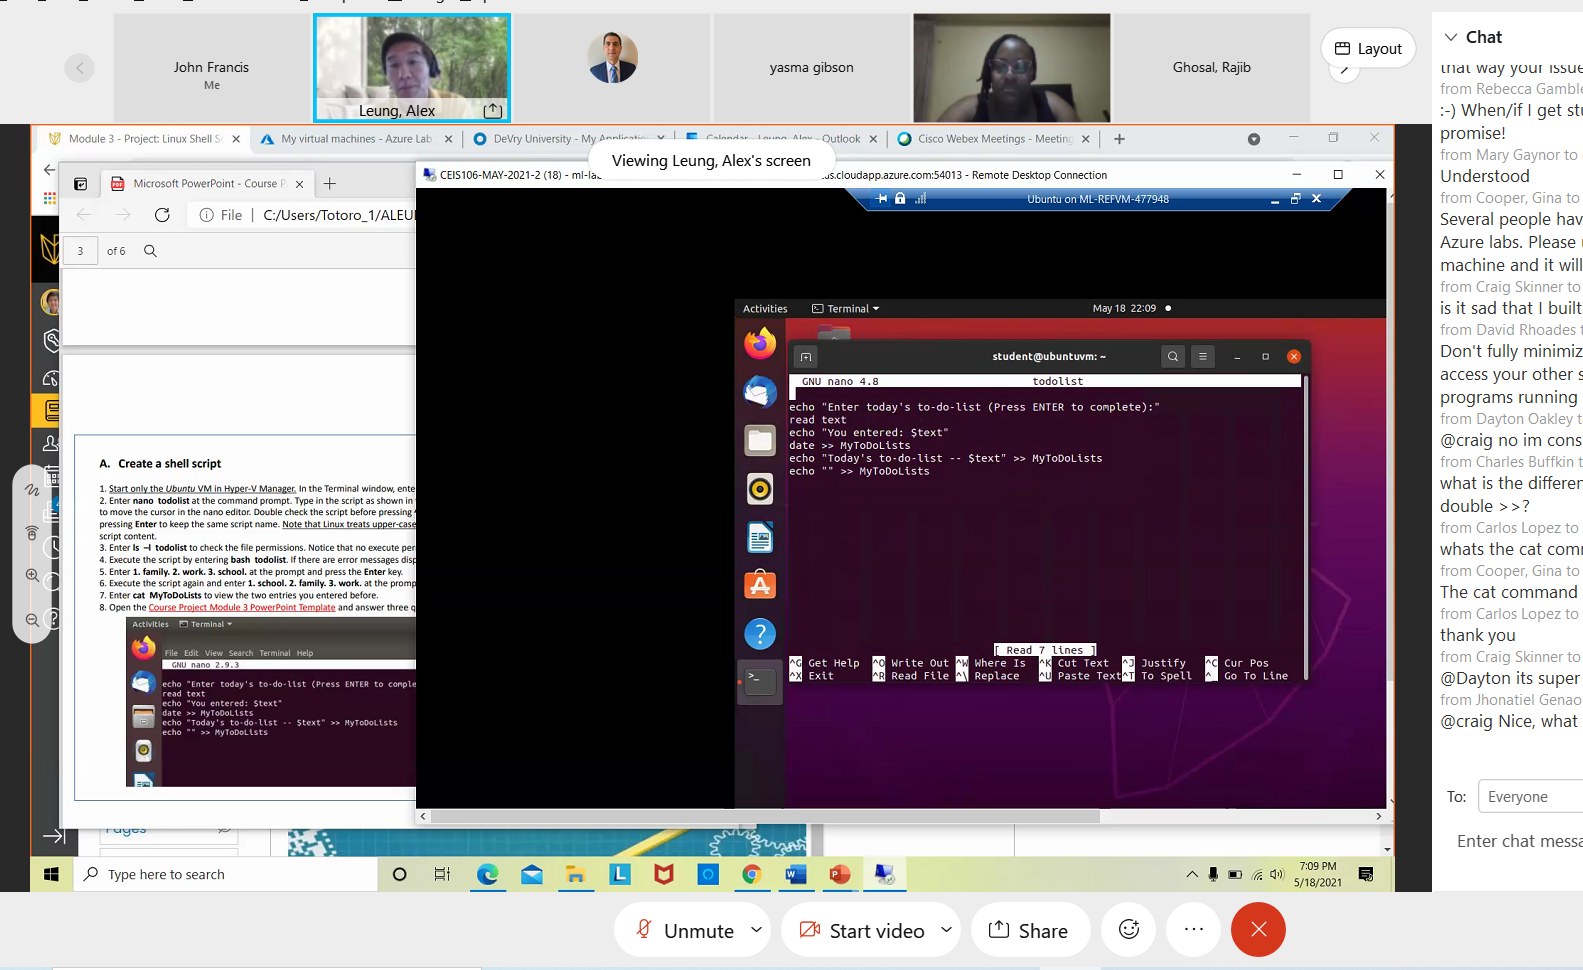 John Francis
Me
Leung, Alex
yasma gibson
Ghosal, Rajib
Layout
Chat
that way your issue
from Rebecca Gamble
:-) When/if I get stu
promise!
from Mary Gaynor to
Understood
from Cooper, Gina to
Several people hav
Azure labs. Please
machine and it will
from Craig Skinner to
is it sad that I built
from David Rhoades t
Don't fully minimiz
access your other s
programs running
from Dayton Oakley to
@craig no im cons
from Charles Buffkin t
what is the differen
double >>?
from Carlos Lopez to
whats the cat comm
from Cooper, Gina to
The cat command
from Carlos Lopez to
thank you
from Craig Skinner to
@Dayton its super
from Jhonatiel Genao
@craig Nice, what
To: Everyone
Enter chat messa
Module 3 - Project: Linux Shell S
My virtual machines - Azure Lab
DeVry University - My Applicatio
Calendar - Leung, Alex - Outlook
Cisco Webex Meetings - Meeting
Viewing Leung, Alex's screen
Microsoft PowerPoint - Course P
File C:/Users/Totoro_1/ALEU
3 of 6
CEIS106-MAY-2021-2 (18) - ml-la
us.cloudapp.azure.com:54013 - Remote Desktop Connection
Ubuntu on ML-REFVM-477948
A. Create a shell script
1. Start only the Ubuntu VM in Hyper-V Manager. In the Terminal window, ente
2. Enter nano todolist at the command prompt. Type in the script as shown in
to move the cursor in the nano editor. Double check the script before pressing
pressing Enter to keep the same script name. Note that Linux treats upper-case
script content.
3. Enter ls –l todolist to check the file permissions. Notice that no execute per
4. Execute the script by entering bash todolist. If there are error messages disp
5. Enter 1. family. 2. work. 3. school. at the prompt and press the Enter key.
6. Execute the script again and enter 1. school. 2. family. 3. work. at the promp
7. Enter cat MyToDoLists to view the two entries you entered before.
8. Open the Course Project Module 3 PowerPoint Template and answer three q
Activities Terminal
File Edit View Search Terminal Help
GNU nano 2.9.3
echo "Enter today's to-do-list (Press ENTER to comple
read text
echo "You entered: $text"
date >> MyToDoLists
echo "Today's to-do-list -- $text" >> MyToDoLists
echo "" >> MyToDoLists
Activities Terminal May 18 22:09
student@ubuntuvm: ~
GNU nano 4.8 todolist
echo "Enter today's to-do-list (Press ENTER to complete):"
read text
echo "You entered: $text"
date >> MyToDoLists
echo "Today's to-do-list -- $text" >> MyToDoLists
echo "" >> MyToDoLists
[ Read 7 lines ]
^G Get Help ^O Write Out ^W Where Is ^K Cut Text ^J Justify ^C Cur Pos
^X Exit ^R Read File ^\ Replace ^U Paste Text ^T To Spell ^_ Go To Line
Pages
Type here to search
7:09 PM
5/18/2021
Unmute
Start video
Share